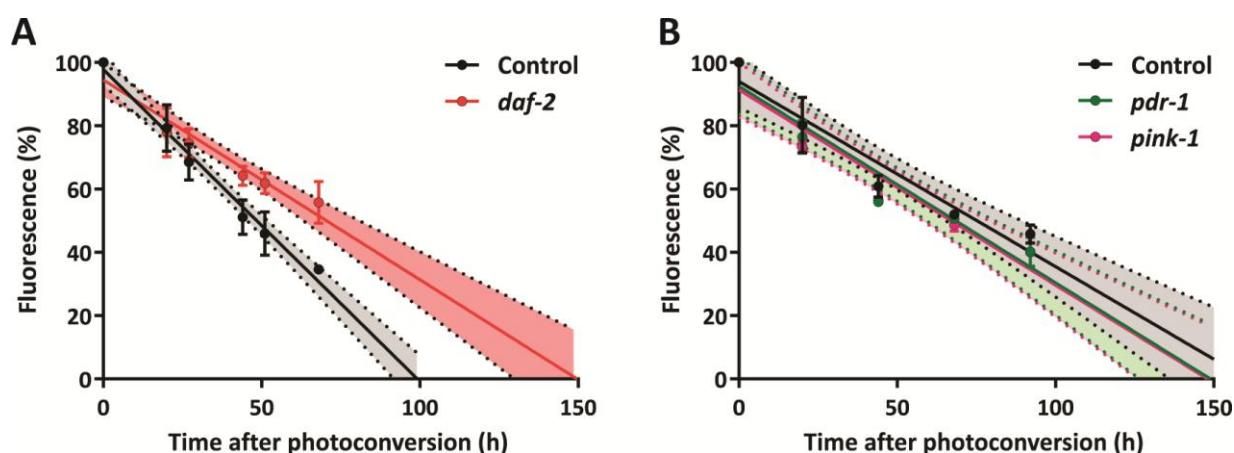 A
Control
daf-2
Fluorescence (%)
100
80
60
40
20
0
0 50 100 150
Time after photoconversion (h)
B
Control
pdr-1
pink-1
Fluorescence (%)
100
80
60
40
20
0
0 50 100 150
Time after photoconversion (h)